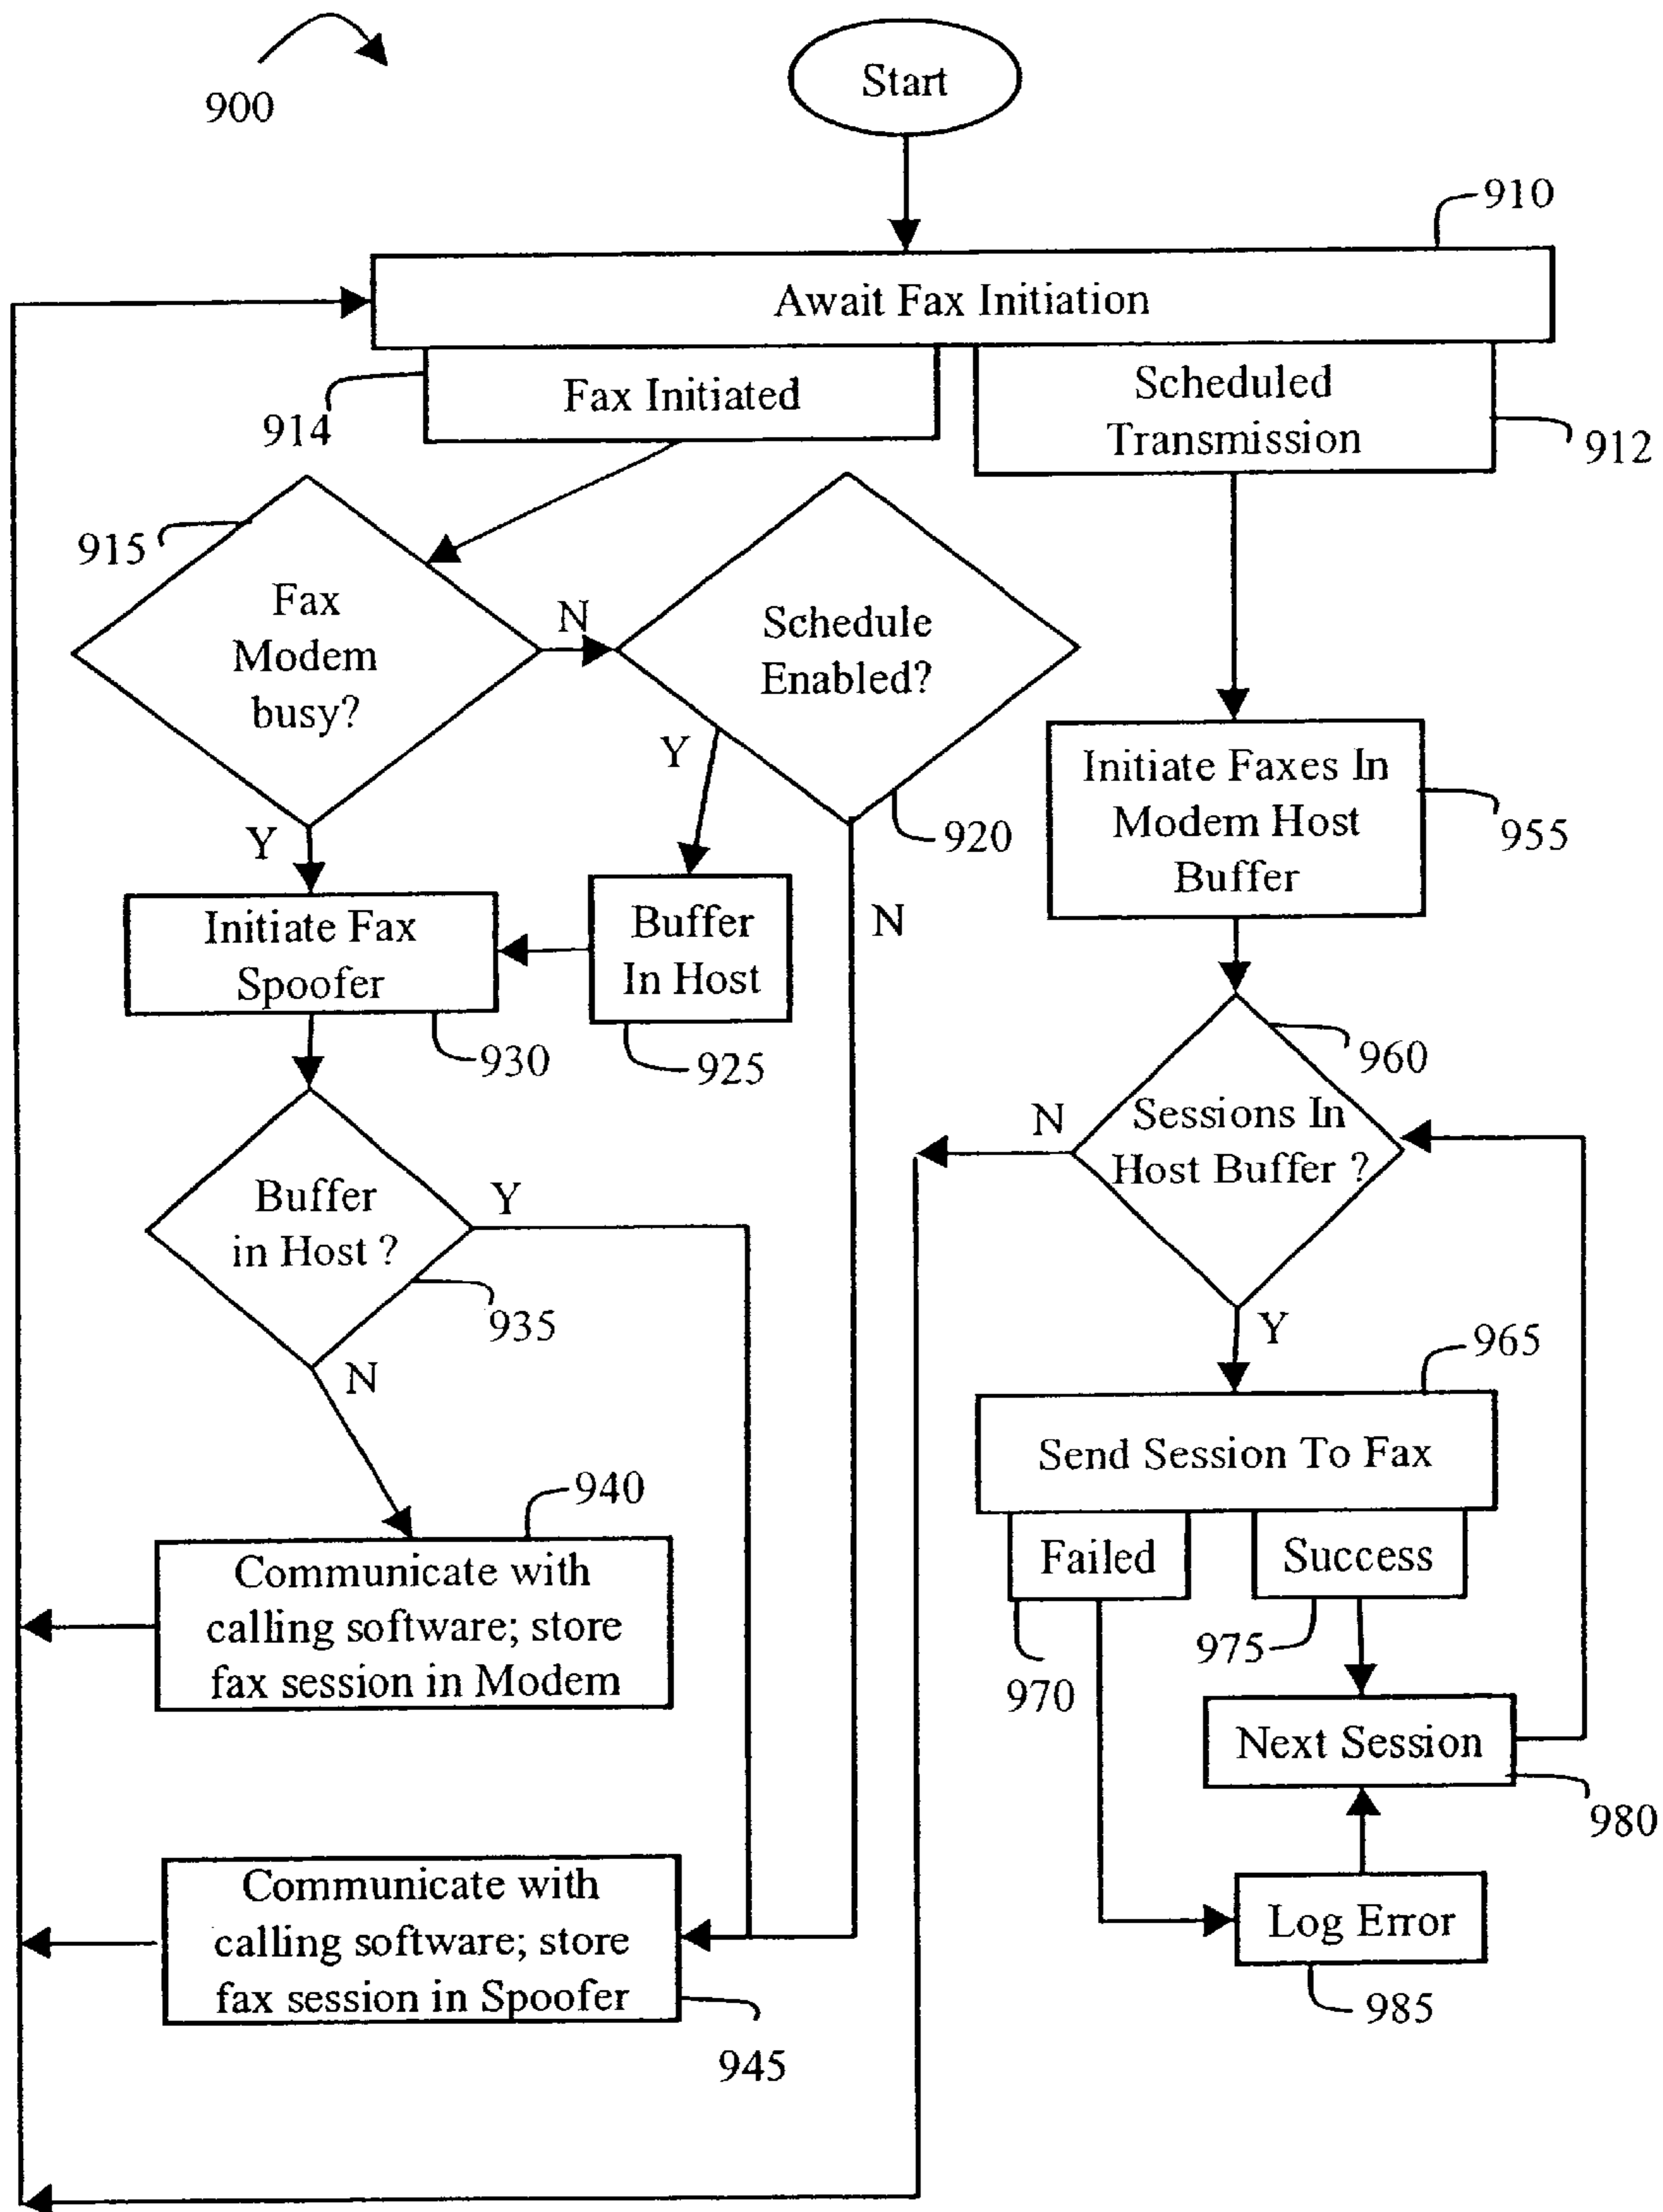 900
Start
910
Await Fax Initiation
Fax Initiated
914
Scheduled
Transmission
912
915
Fax
Modem
busy?
N
Schedule
Enabled?
920
Y
Y
N
Initiate Faxes In
Modem Host
Buffer
955
Initiate Fax
Spoofer
930
Buffer
In Host
925
960
Sessions In
Host Buffer ?
N
Y
Buffer
in Host ?
Y
935
N
965
Send Session To Fax
Failed
Success
970
975
940
Communicate with
calling software; store
fax session in Modem
Next Session
980
Log Error
985
Communicate with
calling software; store
fax session in Spoofer
945